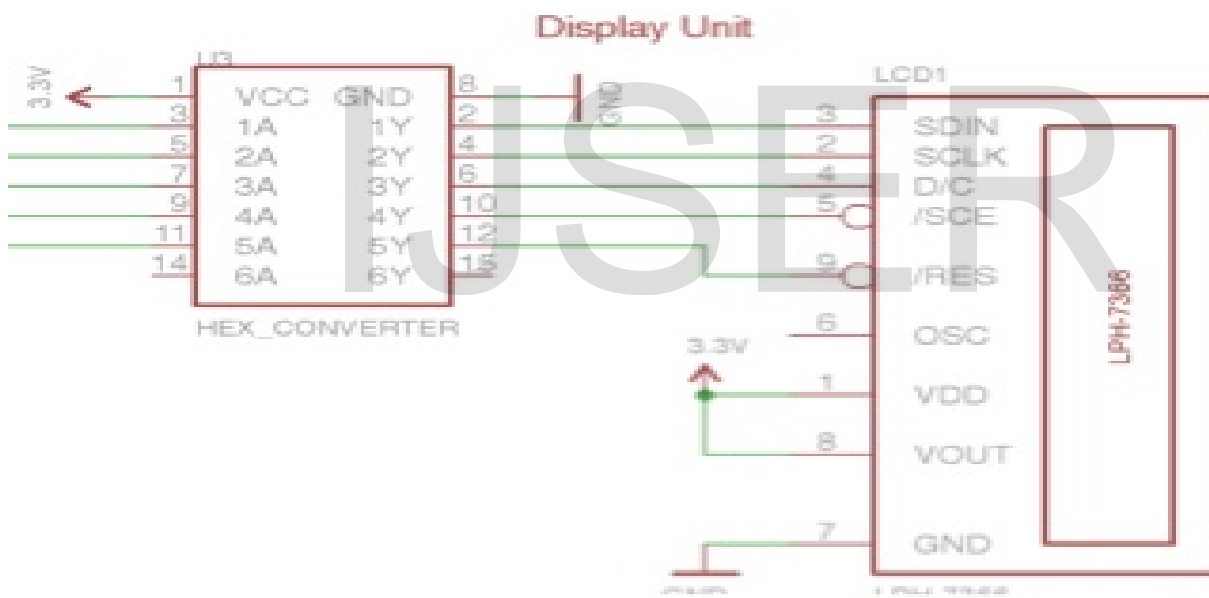 Display Unit
U3
3.3V
1 VCC GND 8
GND
3 1A 1Y 2
5 2A 2Y 4
7 3A 3Y 6
9 4A 4Y 10
11 5A 5Y 12
14 6A 6Y 15
HEX_CONVERTER
LCD1
3 SDIN
2 SCLK
4 D/C
5 /SCE
9 /RES
6 OSC
3.3V
1 VDD
8 VOUT
7 GND
GND
LPH-7366
LPH-7366
IJSER